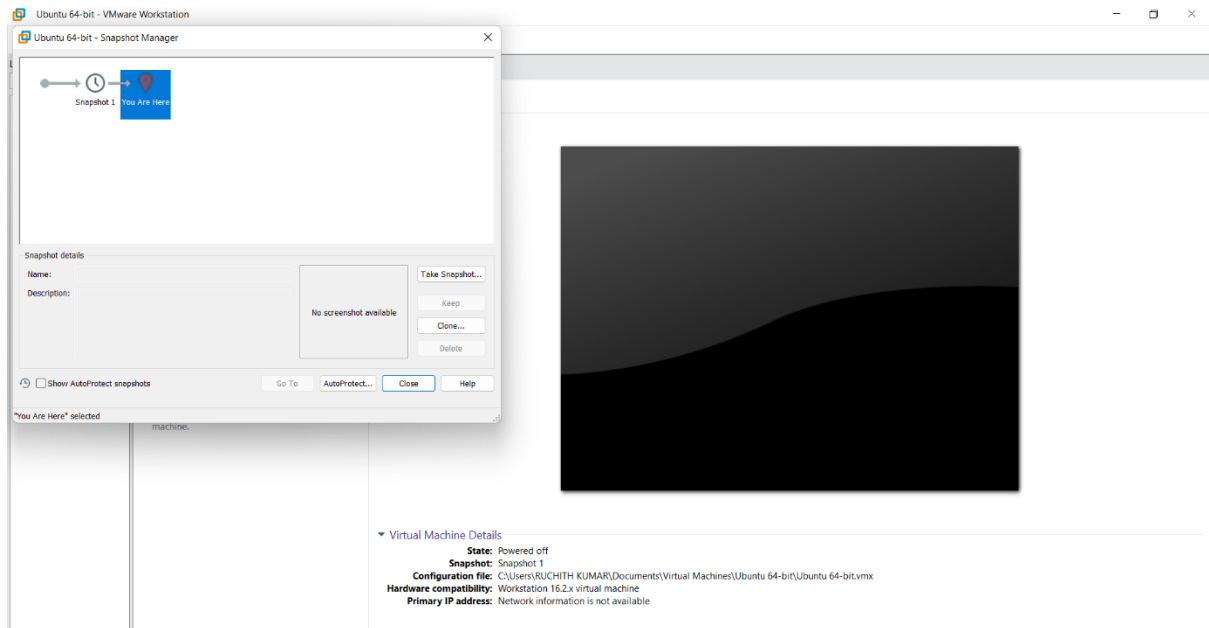 Ubuntu 64-bit - VMware Workstation
Ubuntu 64-bit - Snapshot Manager
Snapshot 1
You Are Here
Snapshot details
Name:
Description:
No screenshot available
Take Snapshot...
Keep
Clone...
Delete
Show AutoProtect snapshots
Go To
AutoProtect...
Close
Help
"You Are Here" selected
machine.
Virtual Machine Details
State: Powered off
Snapshot: Snapshot 1
Configuration file: C:\Users\RUCHITH KUMAR\Documents\Virtual Machines\Ubuntu 64-bit\Ubuntu 64-bit.vmx
Hardware compatibility: Workstation 16.2.x virtual machine
Primary IP address: Network information is not available